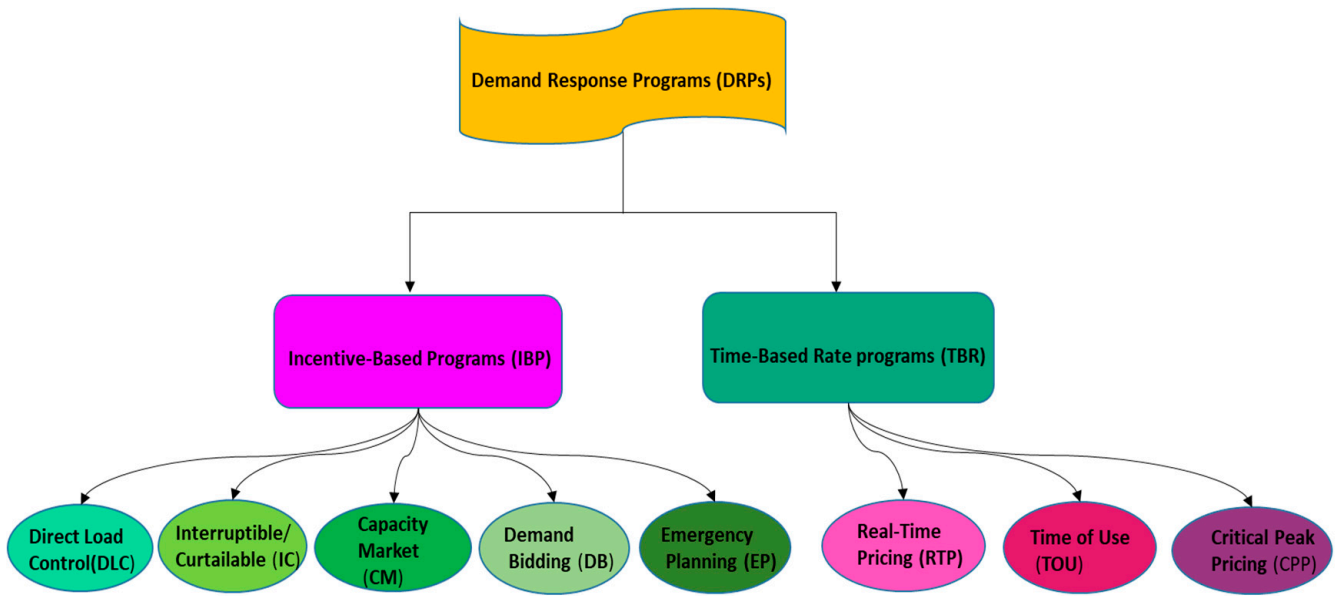 Demand Response Programs (DRPs)
Incentive-Based Programs (IBP)
Time-Based Rate programs (TBR)
Direct Load
Control(DLC)
Interruptible/
Curtailable (IC)
Capacity
Market
(CM)
Demand
Bidding (DB)
Emergency
Planning (EP)
Real-Time
Pricing (RTP)
Time of Use
(TOU)
Critical Peak
Pricing (CPP)